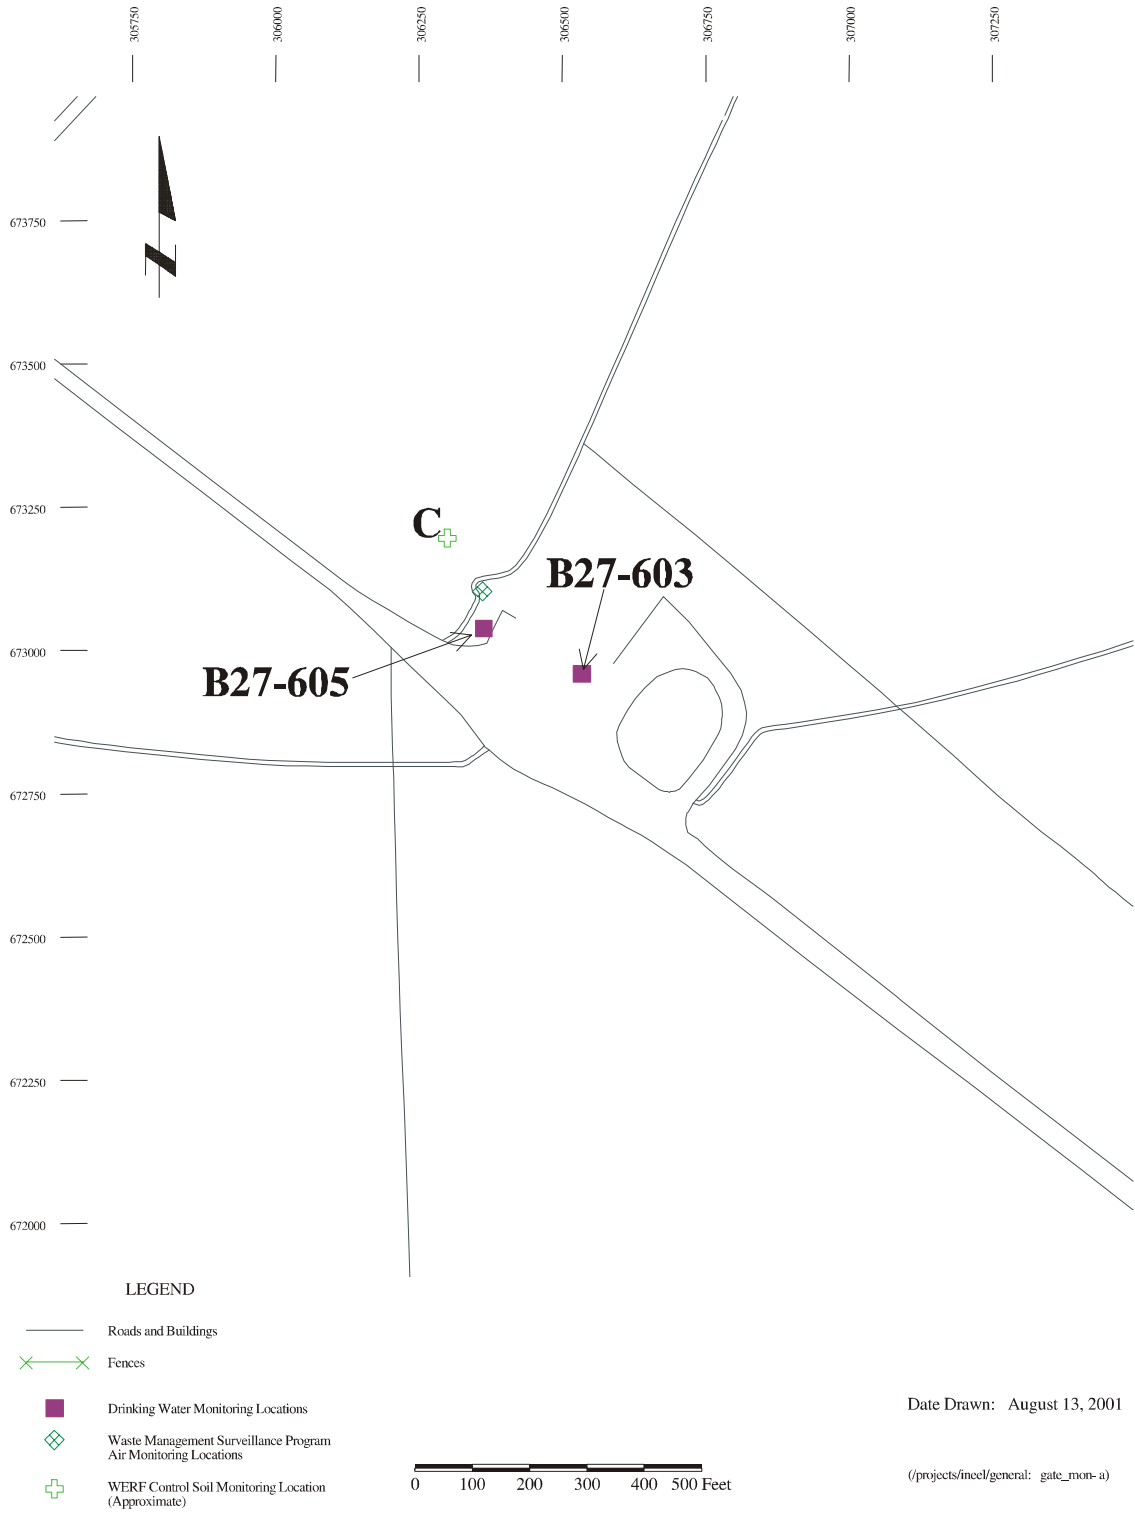 305750
306000
306250
306500
306750
307000
307250
N
673750
673500
673250
673000
672750
672500
672250
672000
C
B27-603
B27-605
LEGEND
Roads and Buildings
Fences
Drinking Water Monitoring Locations
Waste Management Surveillance Program
Air Monitoring Locations
WERF Control Soil Monitoring Location
(Approximate)
0 100 200 300 400 500 Feet
Date Drawn: August 13, 2001
(/projects/ineel/general: gate_mon- a)